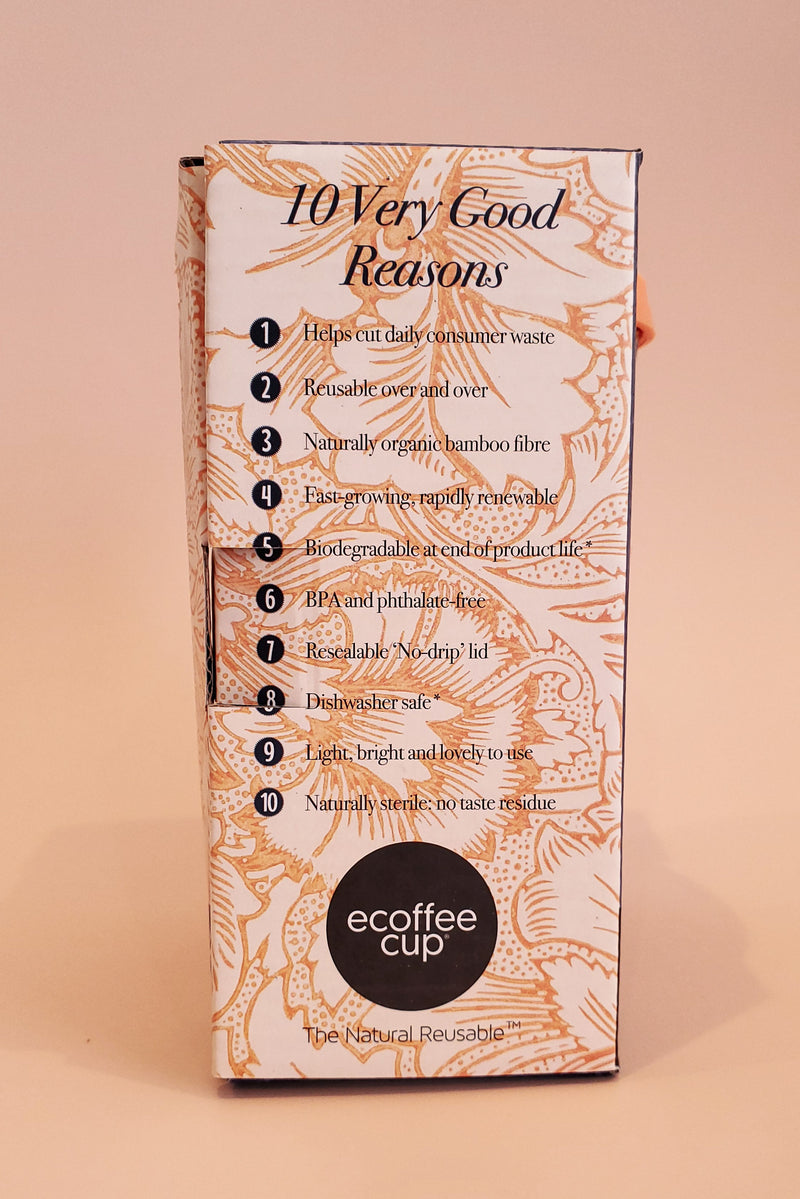 10 Very Good
Reasons
1 Helps cut daily consumer waste
2 Reusable over and over
3 Naturally organic bamboo fibre
4 Fast-growing, rapidly renewable
5 Biodegradable at end of product life*
6 BPA and phthalate-free
7 Resealable ‘No-drip’ lid
8 Dishwasher safe*
9 Light, bright and lovely to use
10 Naturally sterile: no taste residue
ecoffee
cup®
The Natural Reusable™